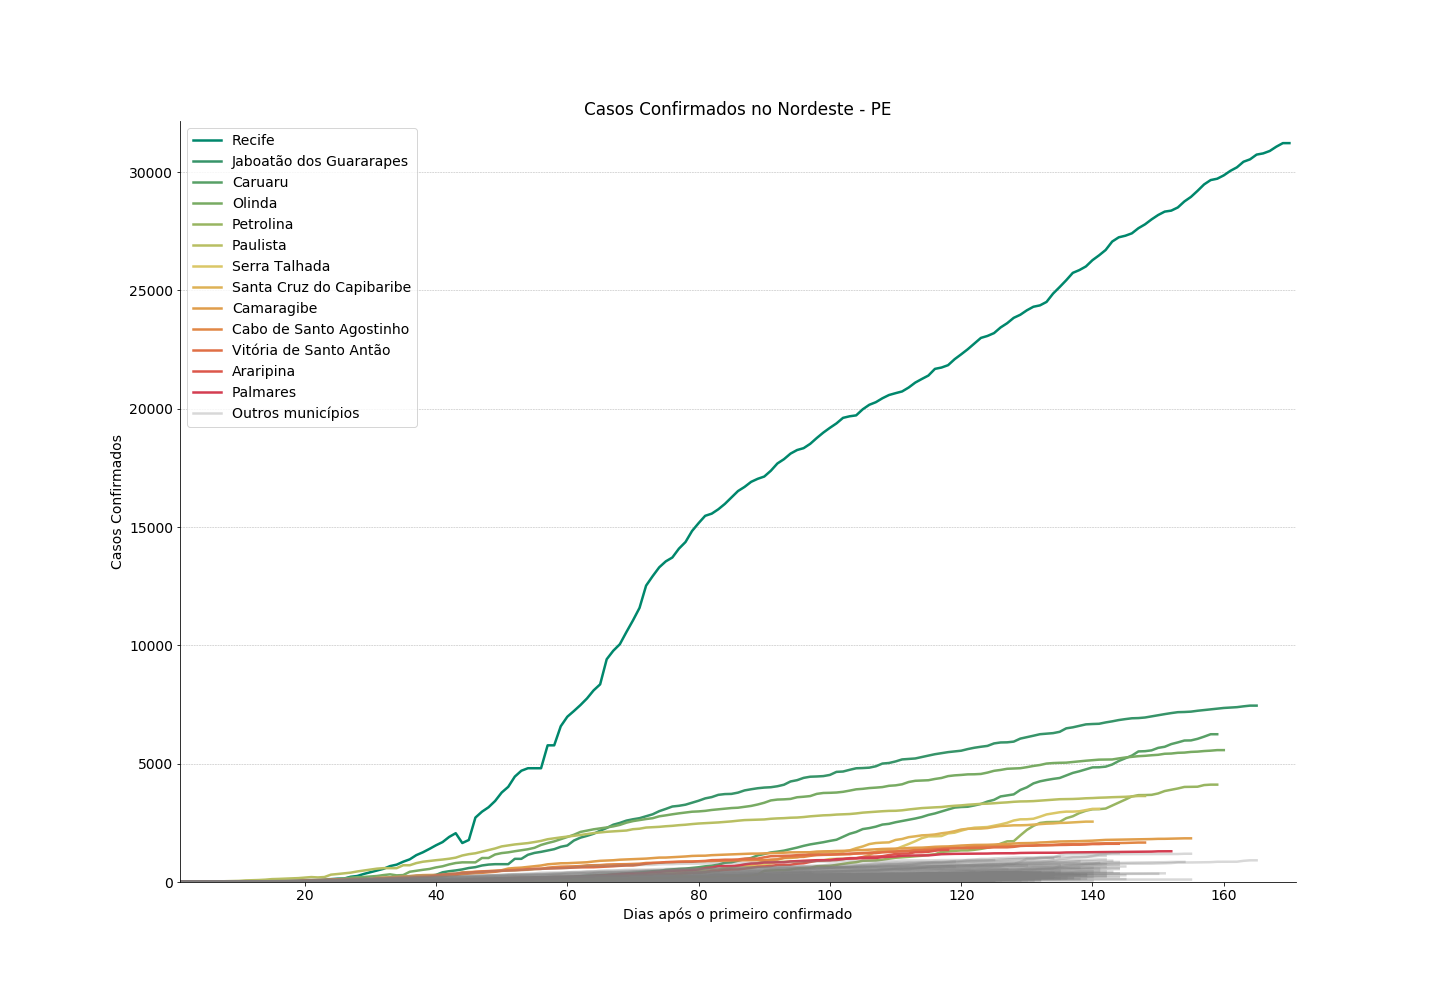 Casos Confirmados no Nordeste - PE
Recife
Jaboatão dos Guararapes
Caruaru
Olinda
Petrolina
Paulista
Serra Talhada
Santa Cruz do Capibaribe
Camaragibe
Cabo de Santo Agostinho
Vitória de Santo Antão
Araripina
Palmares
Outros municípios
Casos Confirmados
30000
25000
20000
15000
10000
5000
0
20 40 60 80 100 120 140 160
Dias após o primeiro confirmado